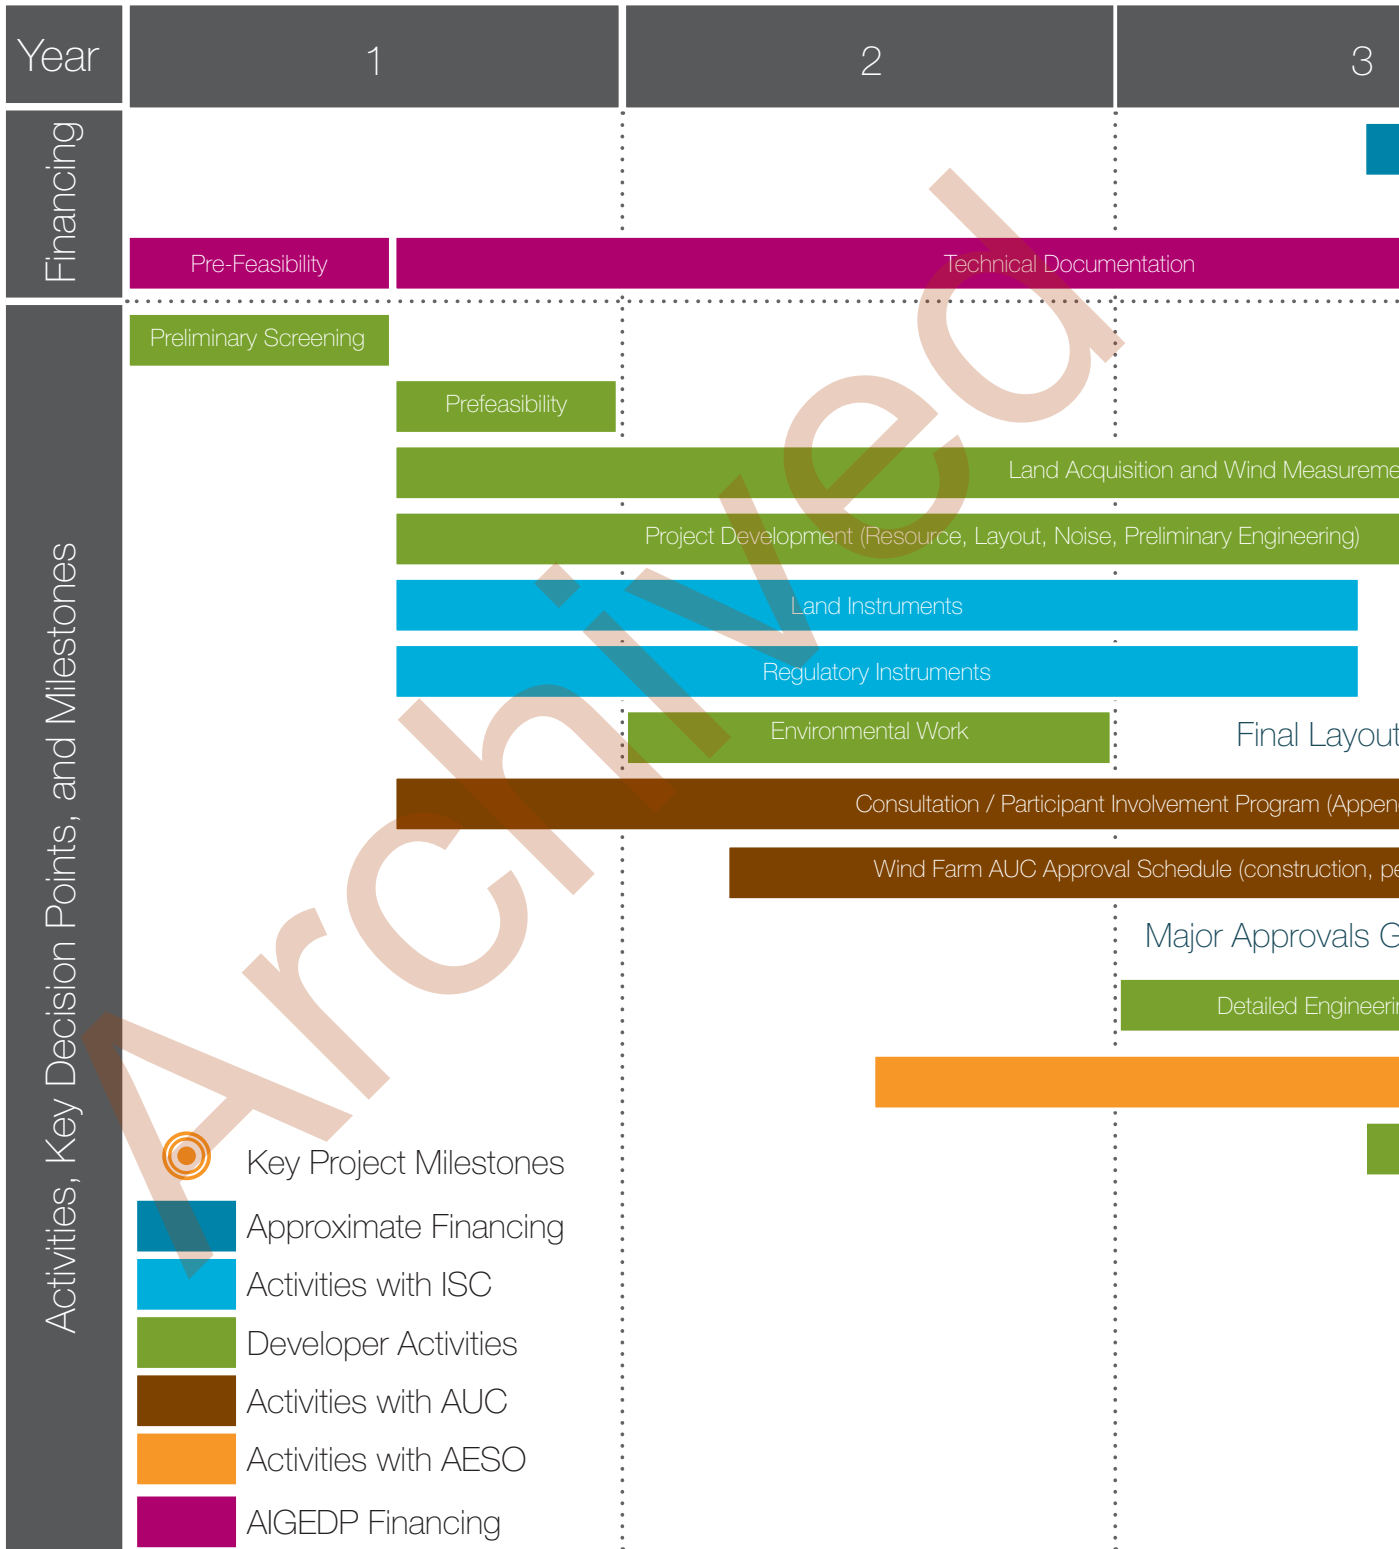 Year
1
2
3
Financing
Pre-Feasibility
Technical Documentation
Activities, Key Decision Points, and Milestones
Preliminary Screening
Prefeasibility
Land Acquisition and Wind Measureme
Project Development (Resource, Layout, Noise, Preliminary Engineering)
Land Instruments
Regulatory Instruments
Environmental Work
Final Layout
Consultation / Participant Involvement Program (Appen
Wind Farm AUC Approval Schedule (construction, pe
Major Approvals G
Detailed Engineerin
Key Project Milestones
Approximate Financing
Activities with ISC
Developer Activities
Activities with AUC
Activities with AESO
AIGEDP Financing
Archived